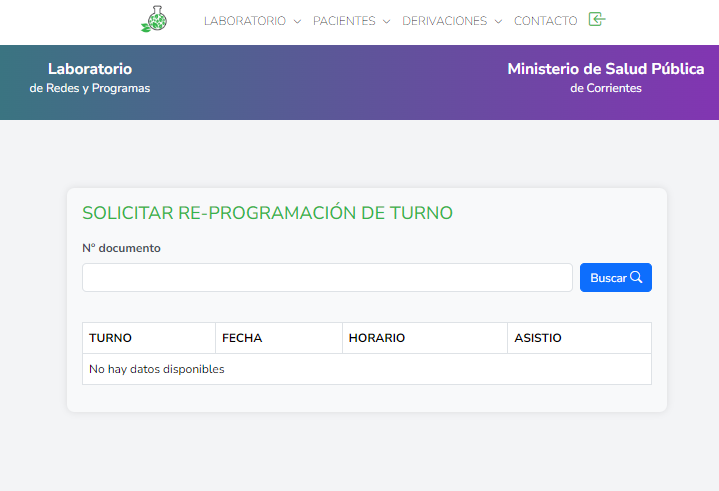 LABORATORIO PACIENTES DERIVACIONES CONTACTO
Laboratorio
de Redes y Programas
Ministerio de Salud Pública
de Corrientes
SOLICITAR RE-PROGRAMACIÓN DE TURNO
Nº documento
Buscar
TURNO FECHA HORARIO ASISTIO
No hay datos disponibles